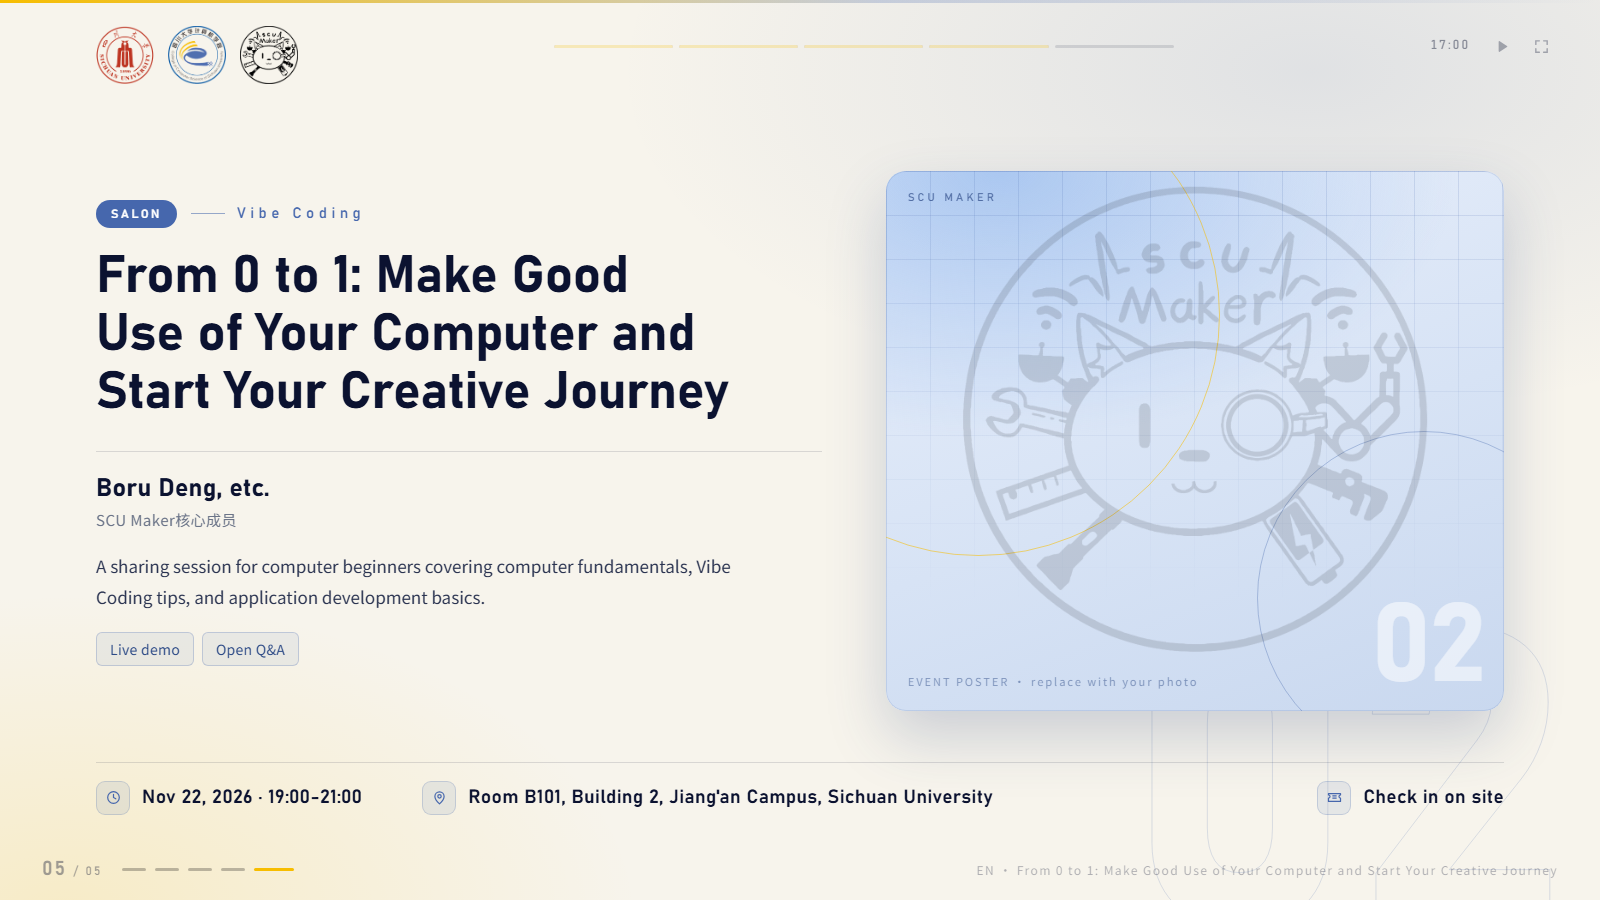 SICHUAN UNIVERSITY
scu
Maker
17:00
SALON
Vibe Coding
From 0 to 1: Make Good
Use of Your Computer and
Start Your Creative Journey
Boru Deng, etc.
SCU Maker核心成员
A sharing session for computer beginners covering computer fundamentals, Vibe
Coding tips, and application development basics.
Live demo
Open Q&A
SCU MAKER
scu
Maker
02
EVENT POSTER • replace with your photo
Nov 22, 2026 · 19:00-21:00
Room B101, Building 2, Jiang'an Campus, Sichuan University
Check in on site
05 / 05
EN • From 0 to 1: Make Good Use of Your Computer and Start Your Creative Journey
02